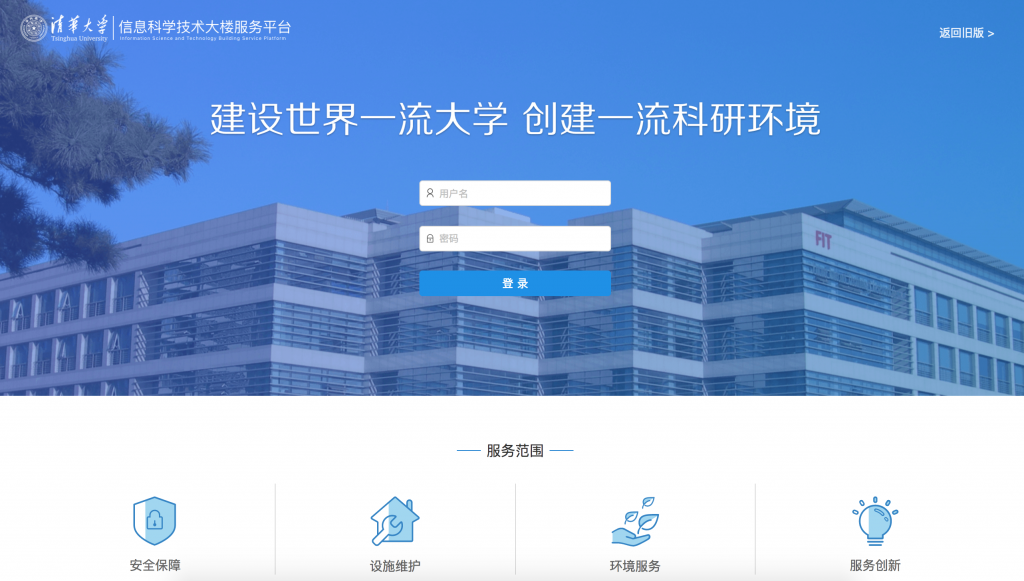 清华大学 信息科学技术大楼服务平台
Tsinghua University Information Science and Technology Building Service Platform
返回旧版 >
建设世界一流大学 创建一流科研环境
用户名
FIT
密码
登 录
服务范围
安全保障 设施维护 环境服务 服务创新